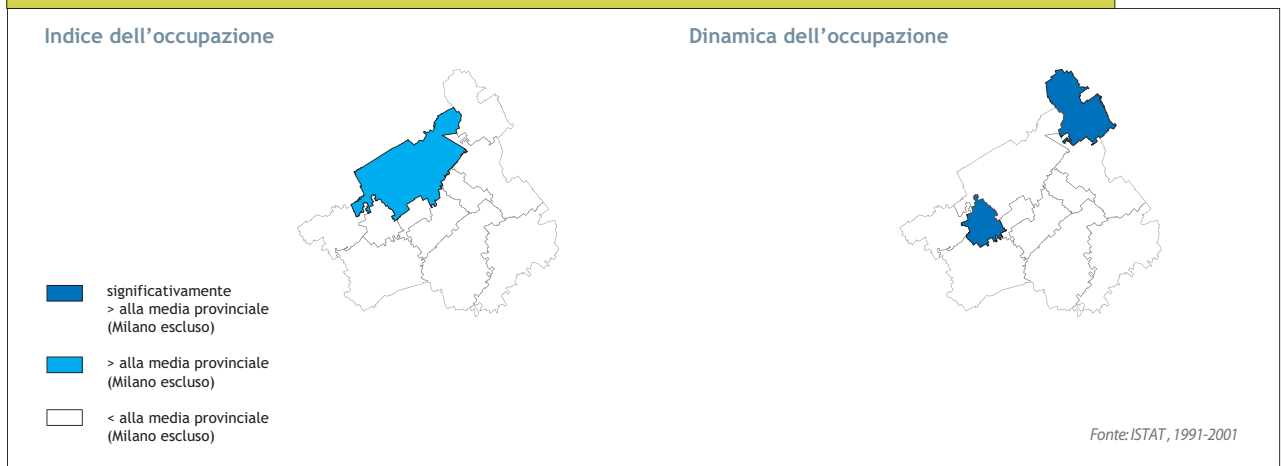 Indice dell’occupazione
Dinamica dell’occupazione
significativamente
> alla media provinciale
(Milano escluso)
> alla media provinciale
(Milano escluso)
< alla media provinciale
(Milano escluso)
Fonte: ISTAT, 1991-2001